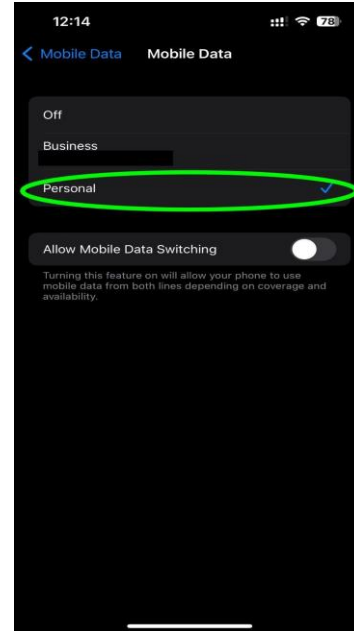 12:14
78
Mobile Data
Mobile Data
Off
Business
Personal
Allow Mobile Data Switching
Turning this feature on will allow your phone to use
mobile data from both lines depending on coverage and
availability.